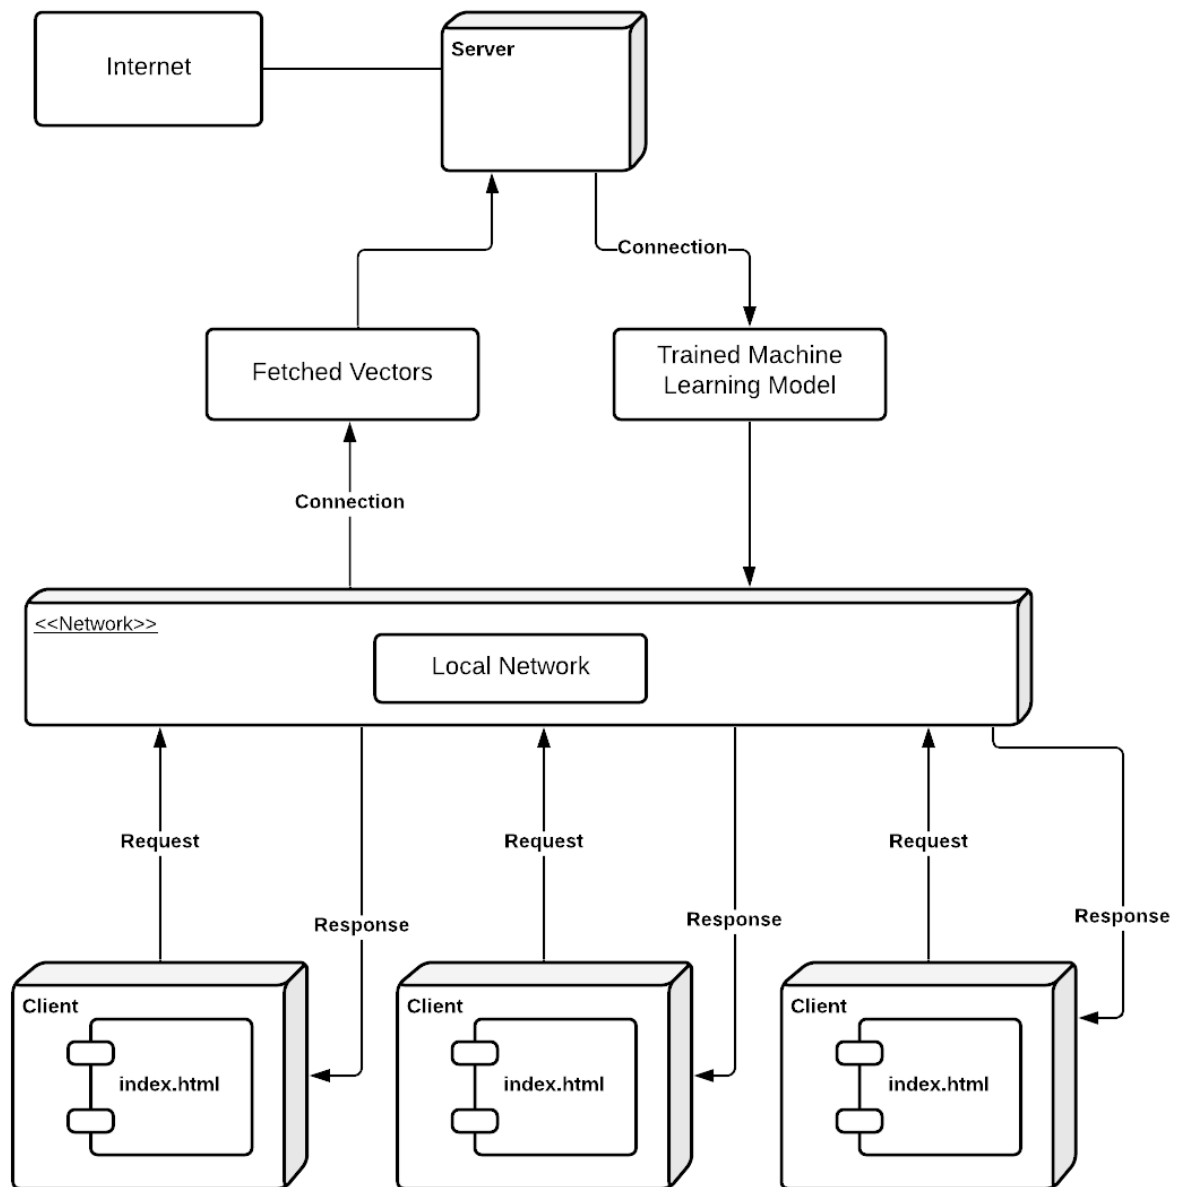 Internet
Server
Connection
Fetched Vectors
Trained Machine
Learning Model
Connection
<<Network>>
Local Network
Request
Request
Request
Response
Response
Response
Client
index.html
Client
index.html
Client
index.html